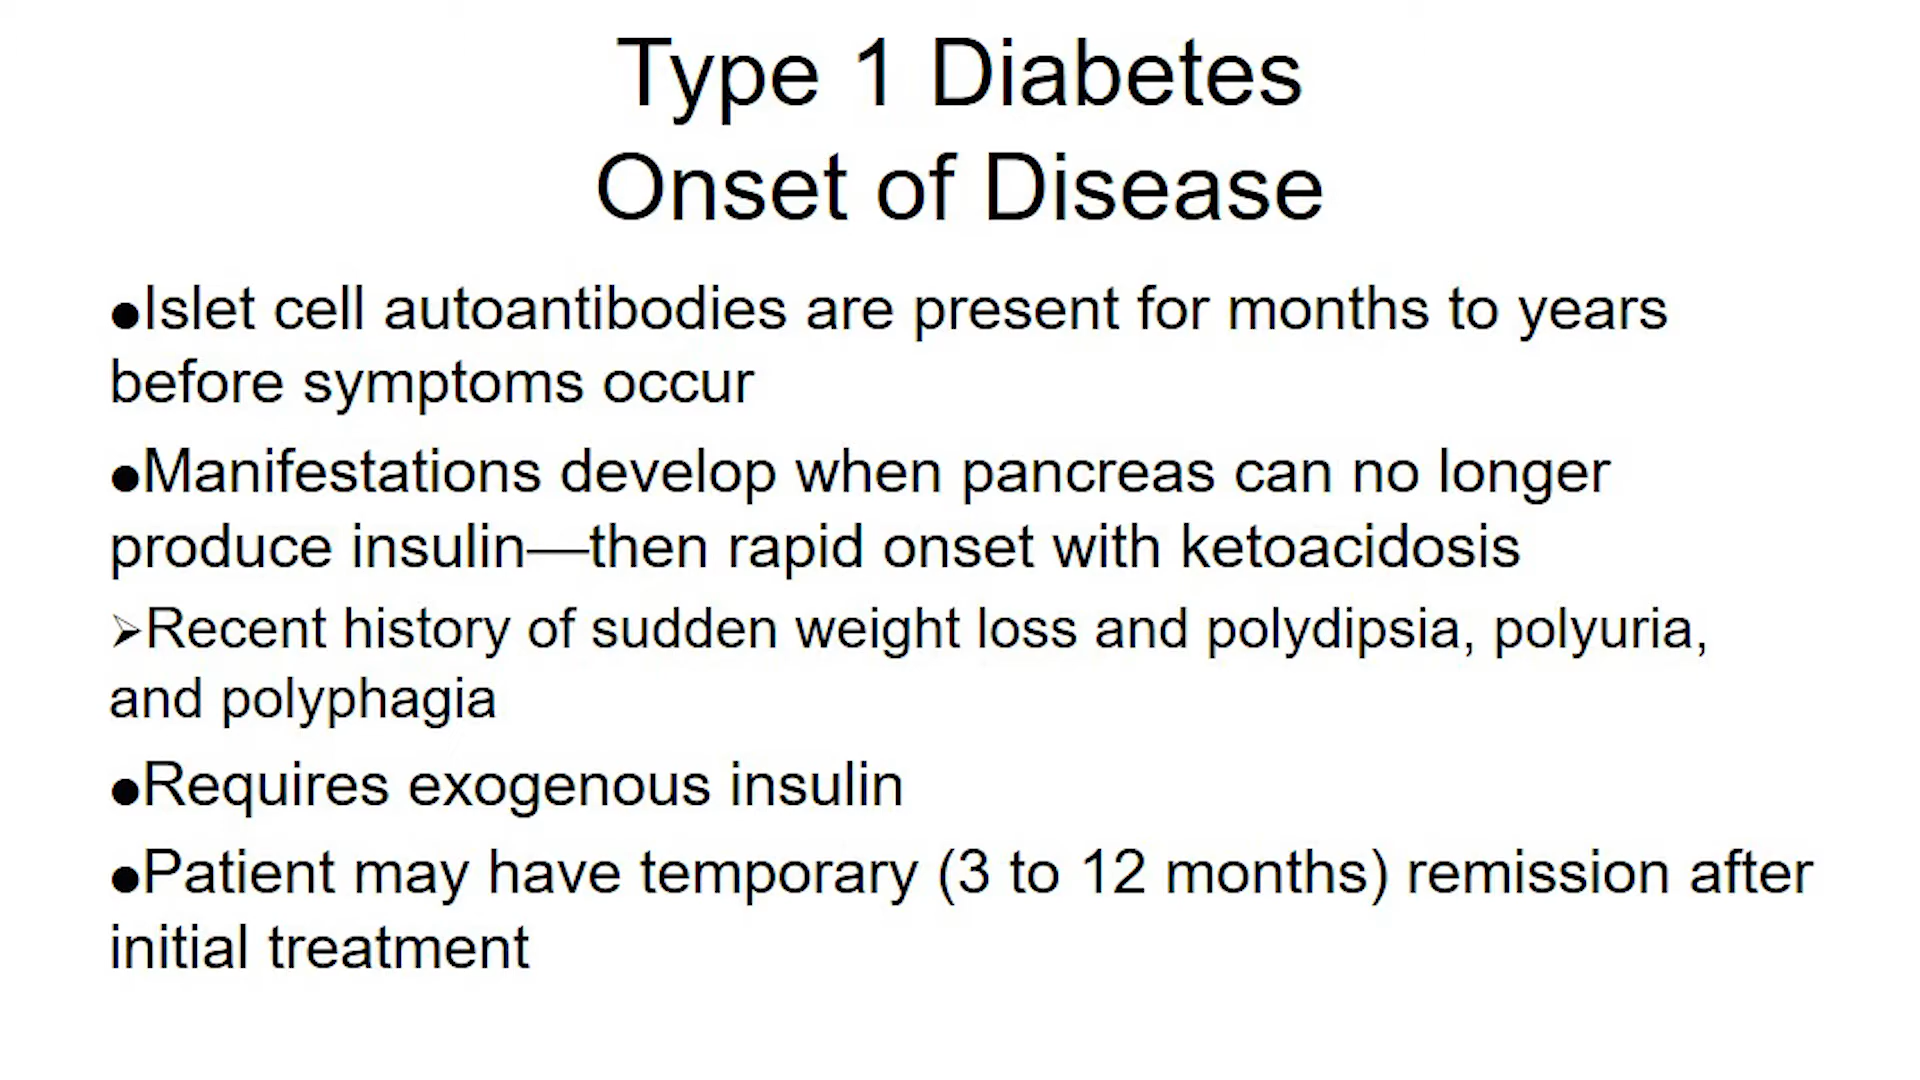 Type 1 Diabetes
Onset of Disease
●Islet cell autoantibodies are present for months to years
before symptoms occur
●Manifestations develop when pancreas can no longer
produce insulin—then rapid onset with ketoacidosis
➢Recent history of sudden weight loss and polydipsia, polyuria,
and polyphagia
●Requires exogenous insulin
●Patient may have temporary (3 to 12 months) remission after
initial treatment